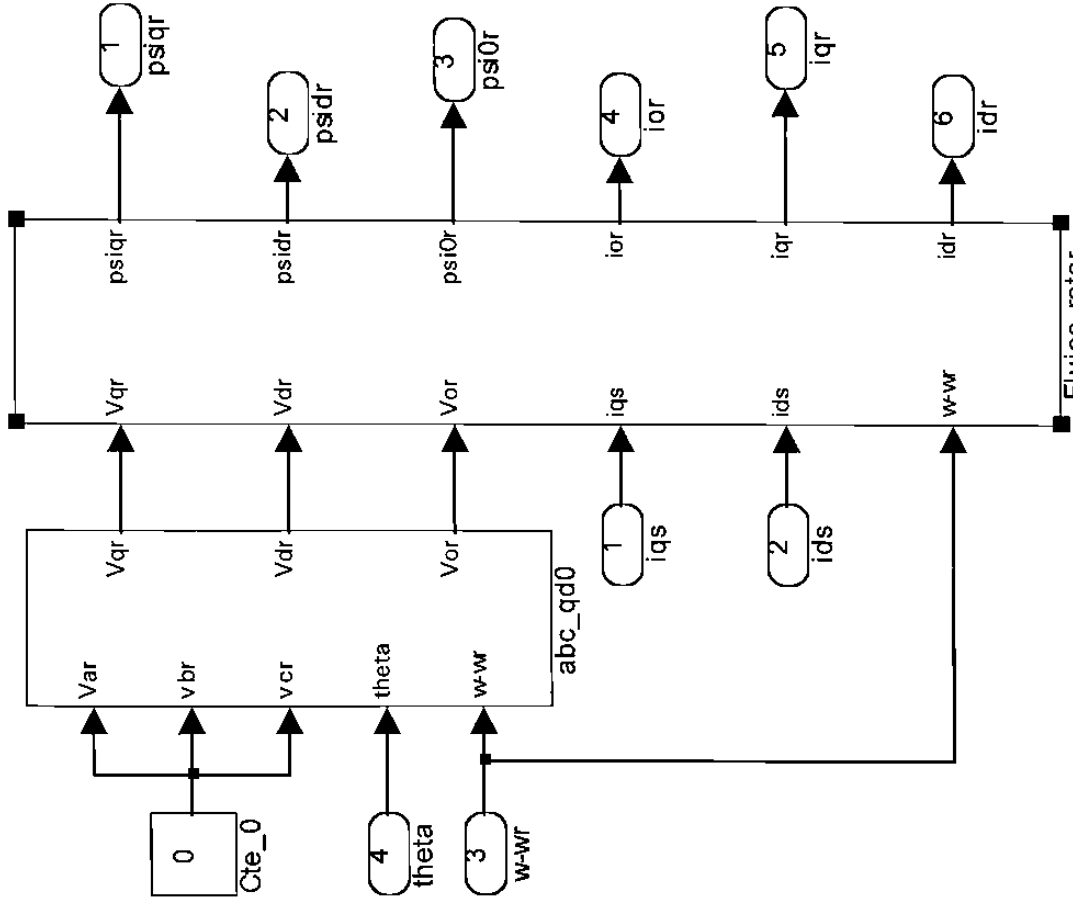 Var
Vqr
Vqr
psiqr
1
psiqr
0
vbr
Cte_0
vcr
Vdr
Vdr
psidr
2
psidr
4
theta
theta
Vor
Vor
psi0r
3
psi0r
3
w-wr
w-wr
abc_qd0
1
iqs
ior
4
iqs
ior
2
ids
iqr
5
ids
iqr
w-wr
idr
6
idr